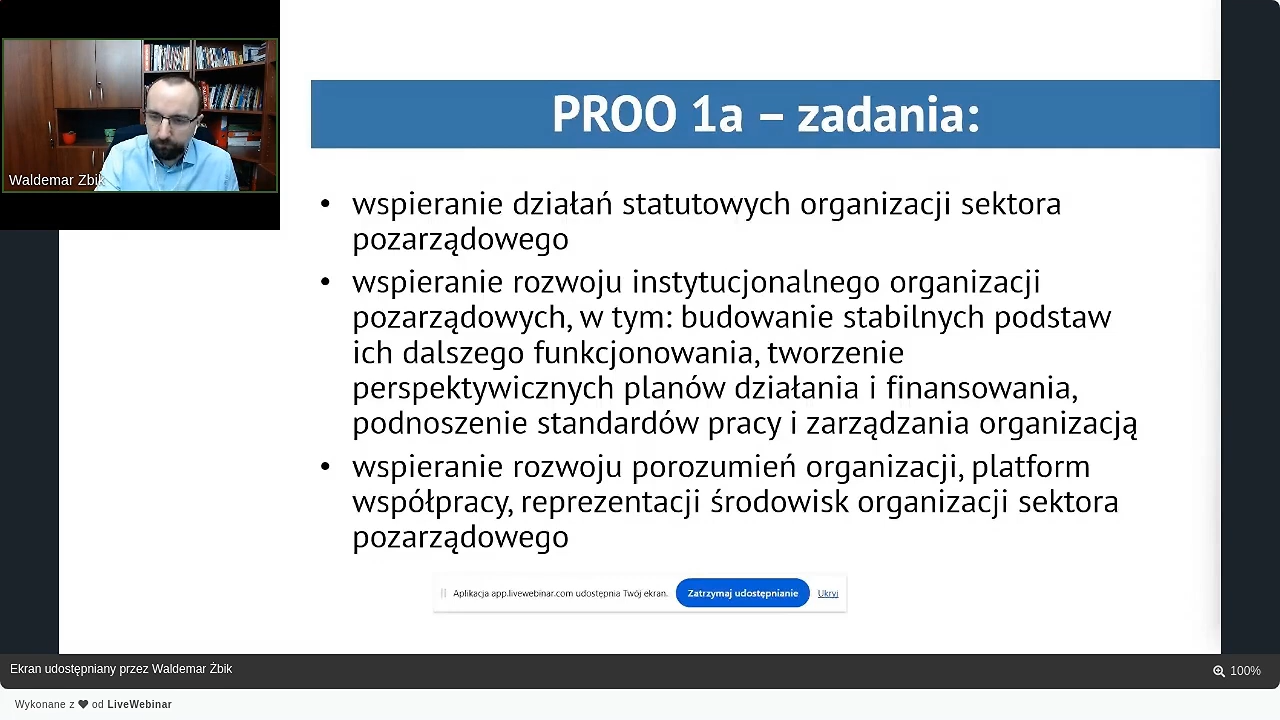 PROO 1a – zadania:
Waldemar Żbik
• wspieranie działań statutowych organizacji sektora
pozarządowego
• wspieranie rozwoju instytucjonalnego organizacji
pozarządowych, w tym: budowanie stabilnych podstaw
ich dalszego funkcjonowania, tworzenie
perspektywicznych planów działania i finansowania,
podnoszenie standardów pracy i zarządzania organizacją
• wspieranie rozwoju porozumień organizacji, platform
współpracy, reprezentacji środowisk organizacji sektora
pozarządowego
Aplikacja app.livewebinar.com udostępnia Twój ekran. Zatrzymaj udostępnianie Ukryj
Ekran udostępniany przez Waldemar Żbik 100%
Wykonane z ❤ od LiveWebinar